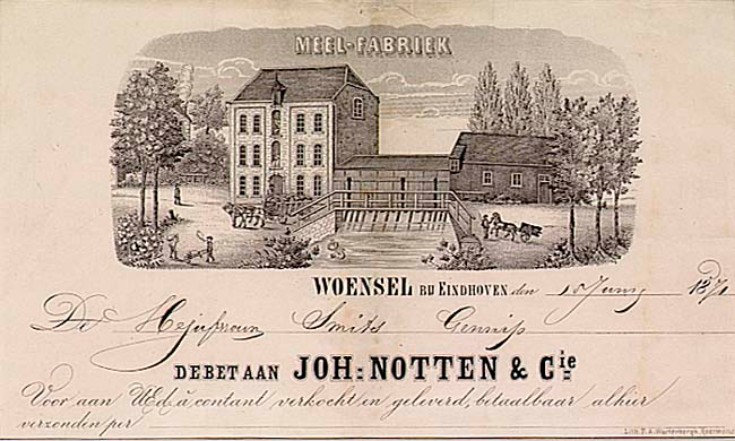 MEEL-FABRIEK
WOENSEL BIJ EINDHOVEN den 15 Juny 1871
De Mejufvrouw Smits Gennip
DEBET AAN JOH: NOTTEN & Cie
Voor aan UEd. à contant verkocht en geleverd, betaalbaar alhier
verzonden per